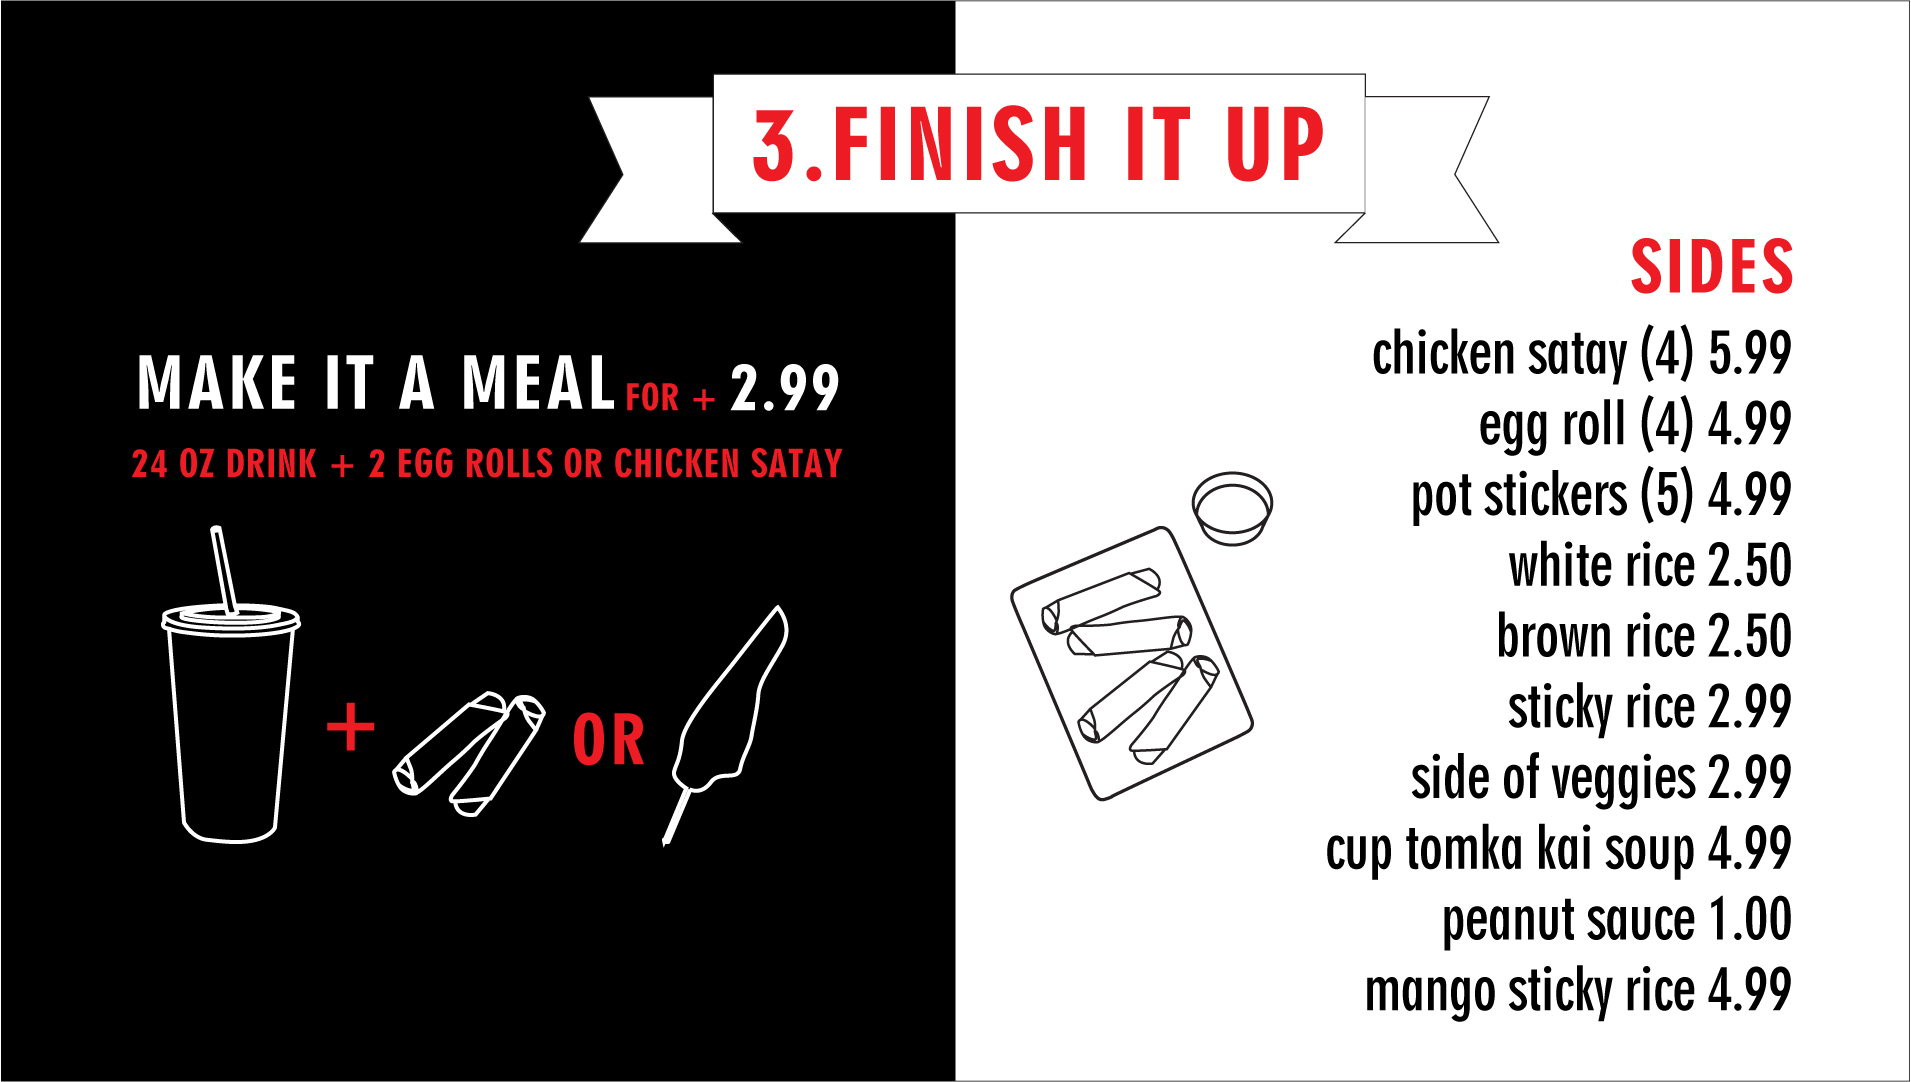 3.FINISH IT UP
MAKE IT A MEAL FOR + 2.99
24 OZ DRINK + 2 EGG ROLLS OR CHICKEN SATAY
+
OR
SIDES
chicken satay (4) 5.99
egg roll (4) 4.99
pot stickers (5) 4.99
white rice 2.50
brown rice 2.50
sticky rice 2.99
side of veggies 2.99
cup tomka kai soup 4.99
peanut sauce 1.00
mango sticky rice 4.99